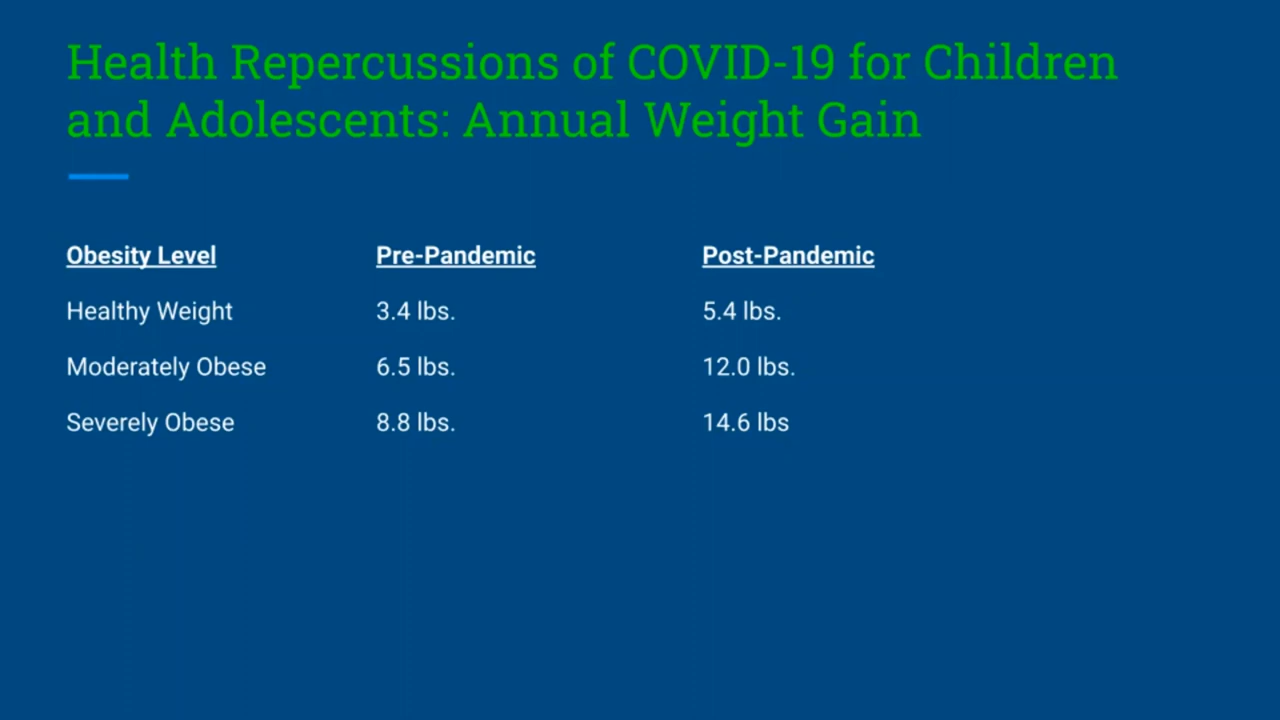 Health Repercussions of COVID-19 for Children
and Adolescents: Annual Weight Gain
Obesity Level Pre-Pandemic Post-Pandemic
Healthy Weight 3.4 lbs. 5.4 lbs.
Moderately Obese 6.5 lbs. 12.0 lbs.
Severely Obese 8.8 lbs. 14.6 lbs